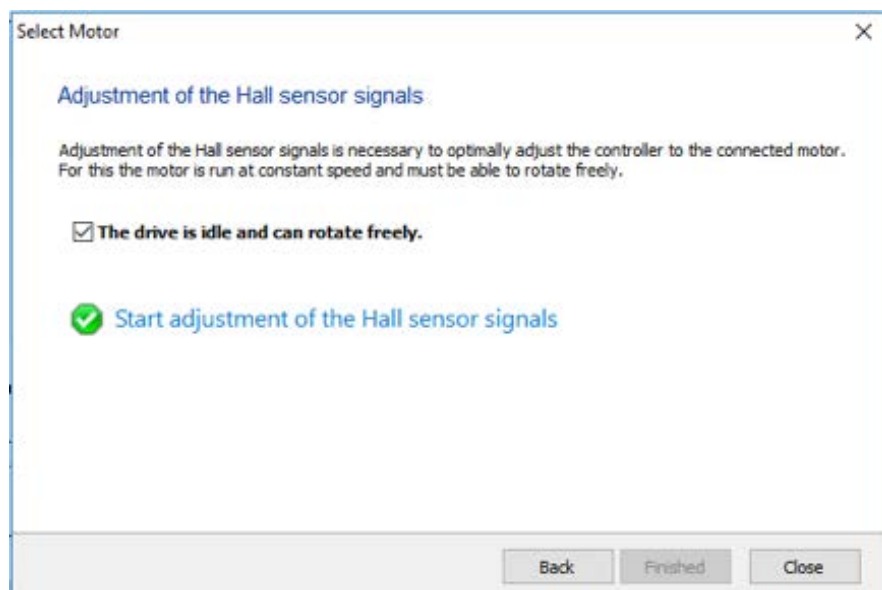 Select Motor
Adjustment of the Hall sensor signals
Adjustment of the Hall sensor signals is necessary to optimally adjust the controller to the connected motor.
For this the motor is run at constant speed and must be able to rotate freely.
The drive is idle and can rotate freely.
Start adjustment of the Hall sensor signals
Back Finished Close